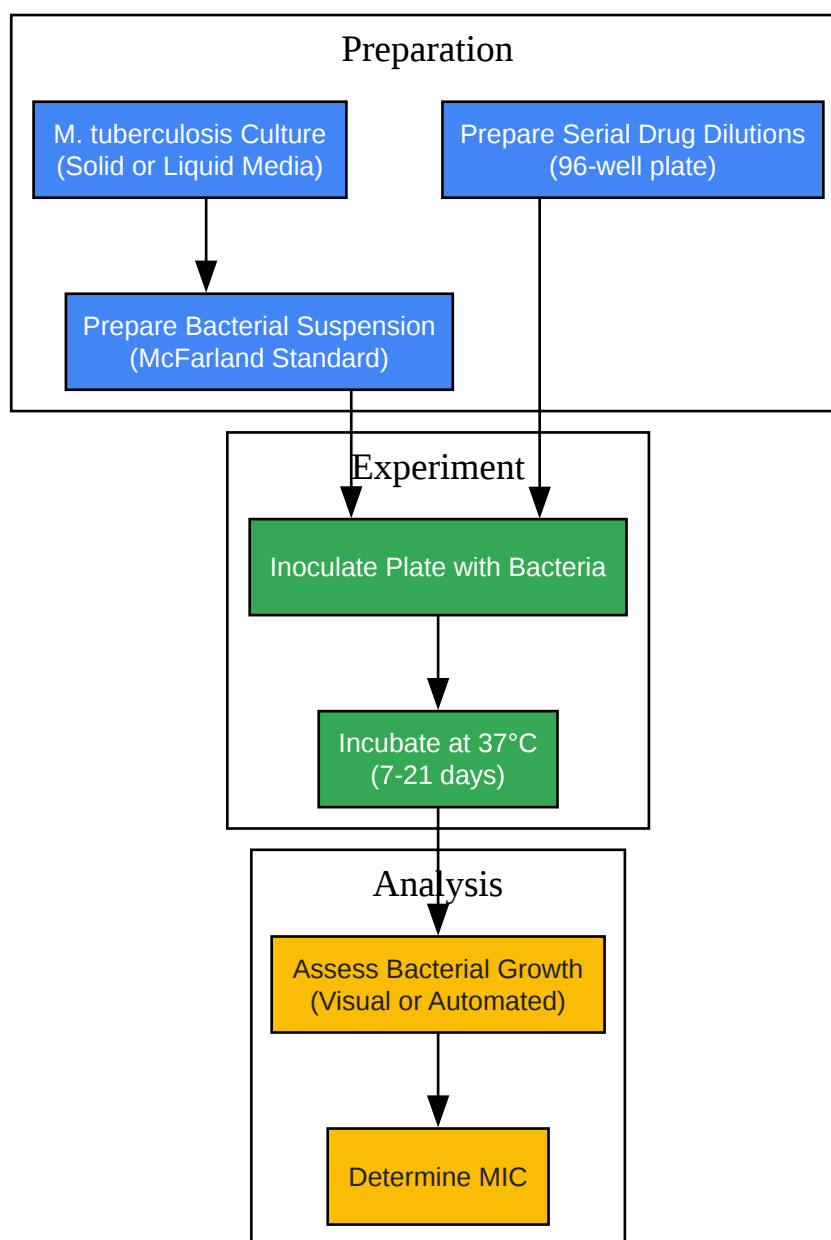 Preparation
M. tuberculosis Culture
(Solid or Liquid Media)
Prepare Serial Drug Dilutions
(96-well plate)
Prepare Bacterial Suspension
(McFarland Standard)
Experiment
Inoculate Plate with Bacteria
Incubate at 37°C
(7-21 days)
Analysis
Assess Bacterial Growth
(Visual or Automated)
Determine MIC